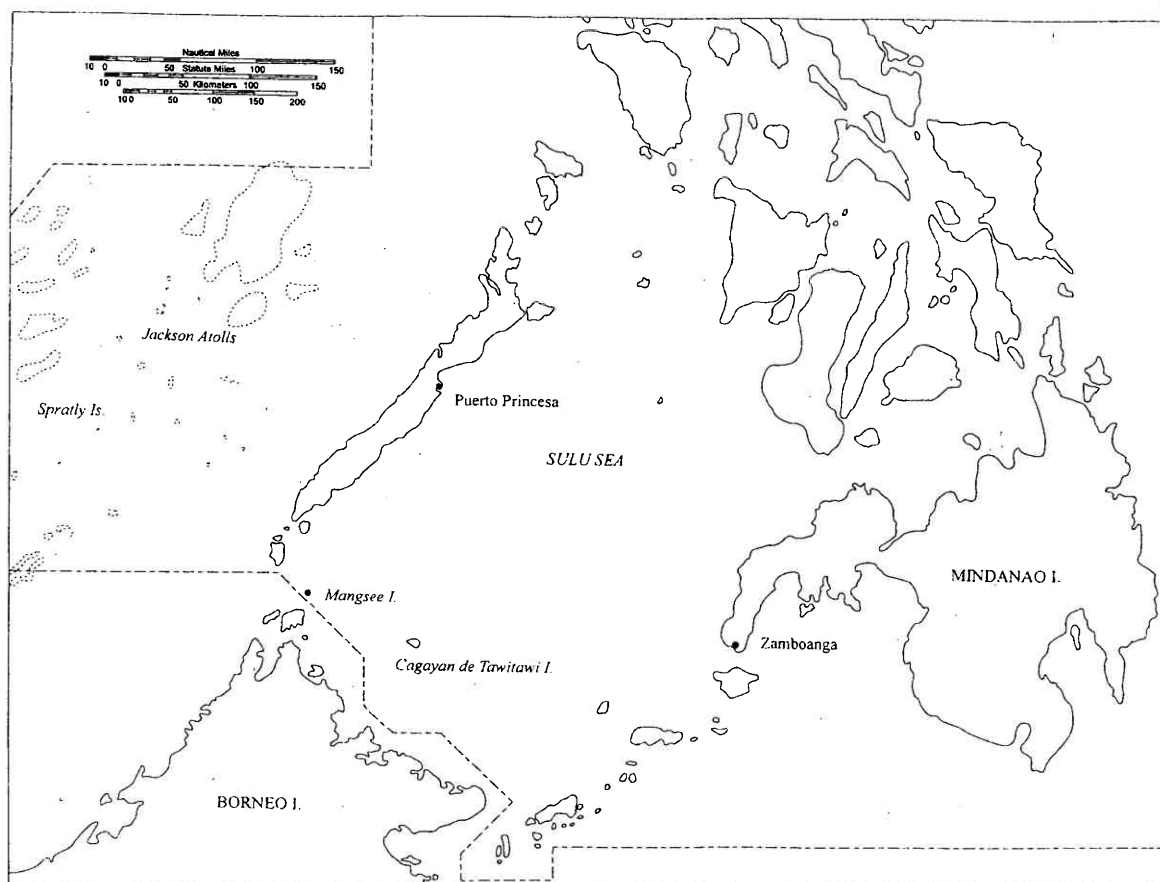 Nautical Miles
10 0 50 100 150
Statute Miles
10 0 50 100 150
Kilometers
100 50 100 150 200
Jackson Atolls
Spratly Is.
Puerto Princesa
SULU SEA
MINDANAO I.
Mangsee I.
Zamboanga
Cagayan de Tawitawi I.
BORNEO I.